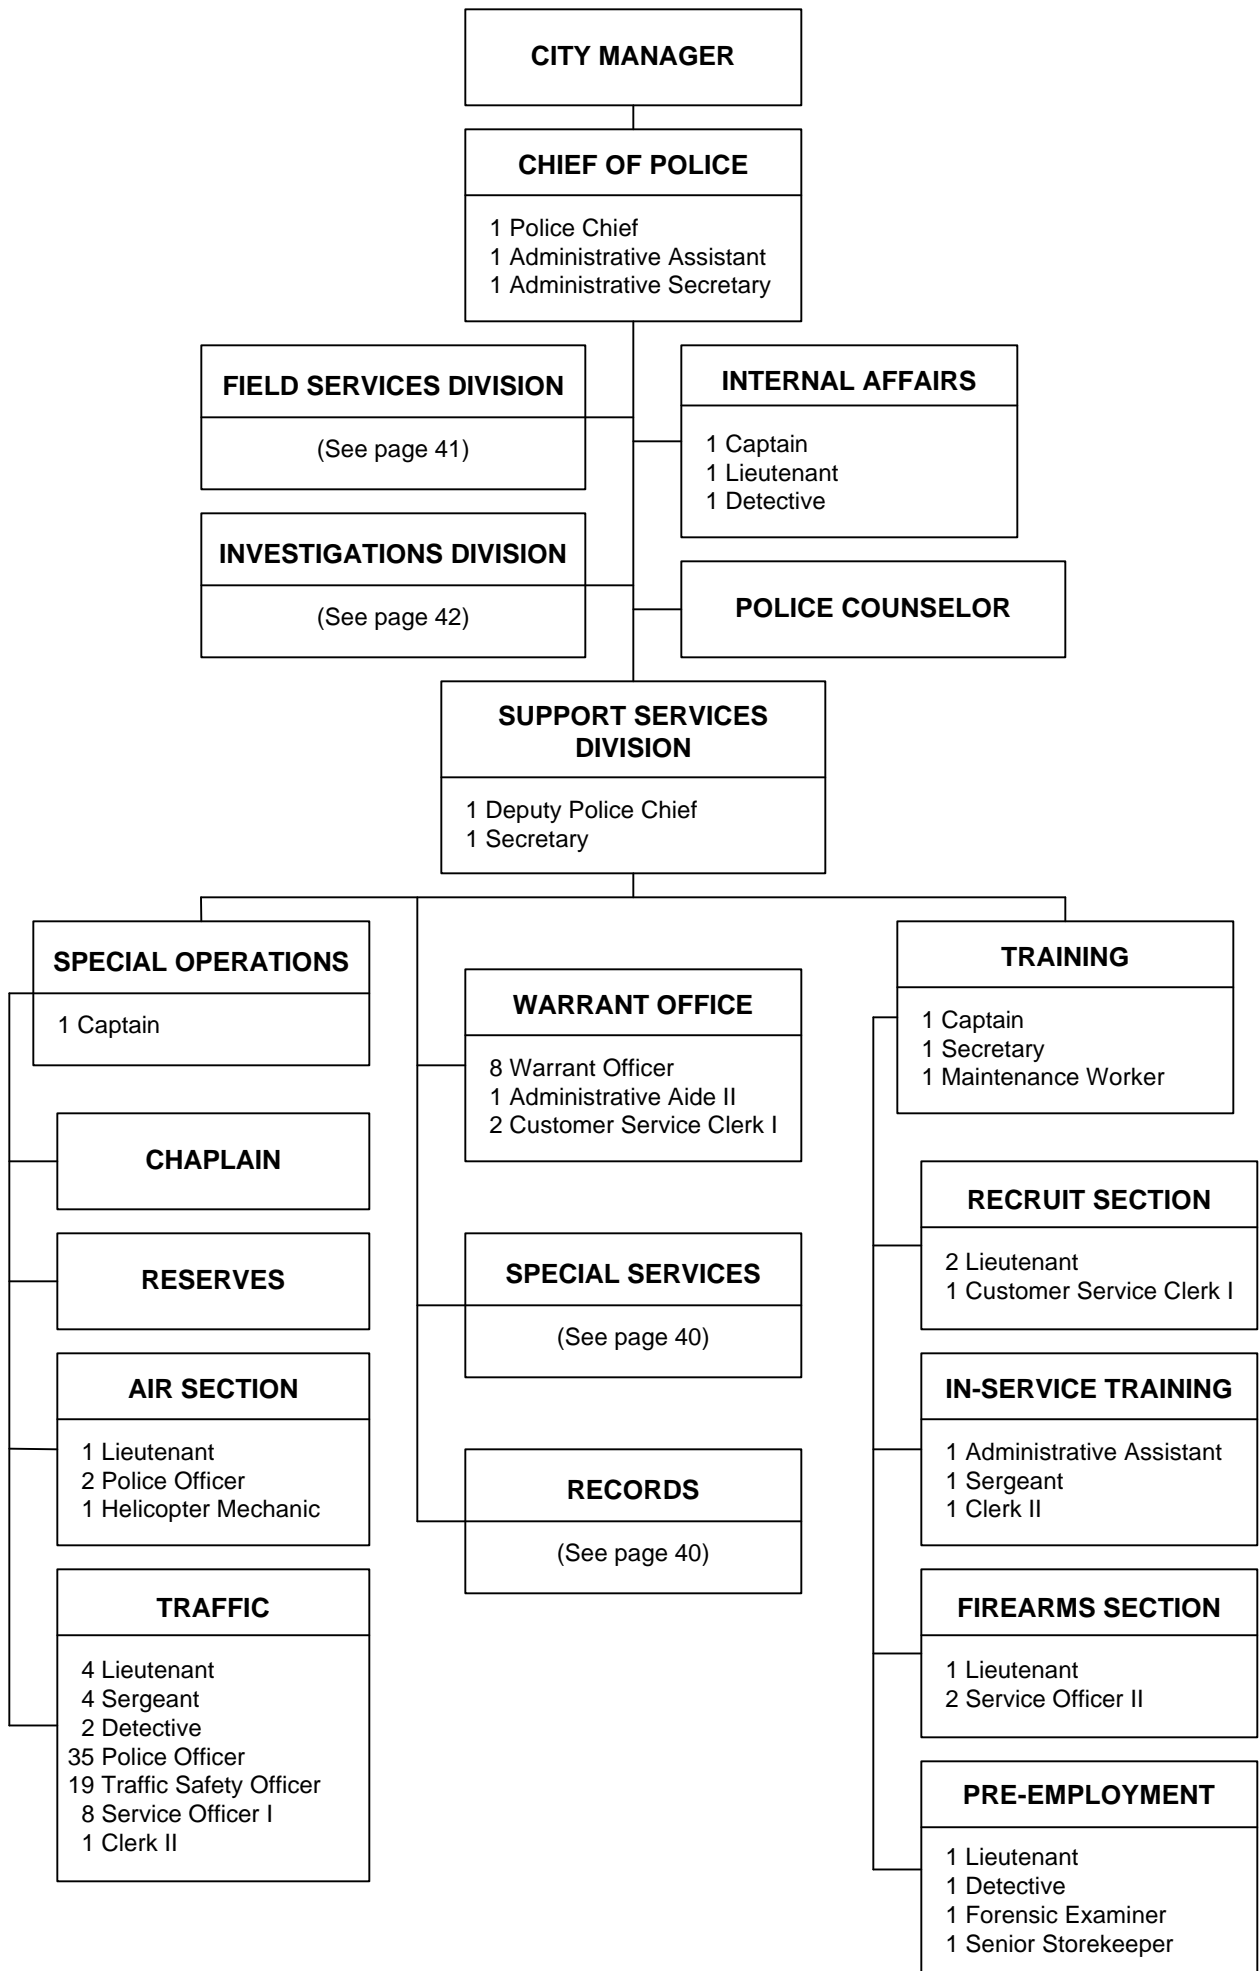 CITY MANAGER
CHIEF OF POLICE
1 Police Chief
1 Administrative Assistant
1 Administrative Secretary
FIELD SERVICES DIVISION
(See page 41)
INTERNAL AFFAIRS
1 Captain
1 Lieutenant
1 Detective
INVESTIGATIONS DIVISION
(See page 42)
POLICE COUNSELOR
SUPPORT SERVICES
DIVISION
1 Deputy Police Chief
1 Secretary
SPECIAL OPERATIONS
1 Captain
CHAPLAIN
RESERVES
AIR SECTION
1 Lieutenant
2 Police Officer
1 Helicopter Mechanic
TRAFFIC
4 Lieutenant
4 Sergeant
2 Detective
35 Police Officer
19 Traffic Safety Officer
8 Service Officer I
1 Clerk II
WARRANT OFFICE
8 Warrant Officer
1 Administrative Aide II
2 Customer Service Clerk I
SPECIAL SERVICES
(See page 40)
RECORDS
(See page 40)
TRAINING
1 Captain
1 Secretary
1 Maintenance Worker
RECRUIT SECTION
2 Lieutenant
1 Customer Service Clerk I
IN-SERVICE TRAINING
1 Administrative Assistant
1 Sergeant
1 Clerk II
FIREARMS SECTION
1 Lieutenant
2 Service Officer II
PRE-EMPLOYMENT
1 Lieutenant
1 Detective
1 Forensic Examiner
1 Senior Storekeeper